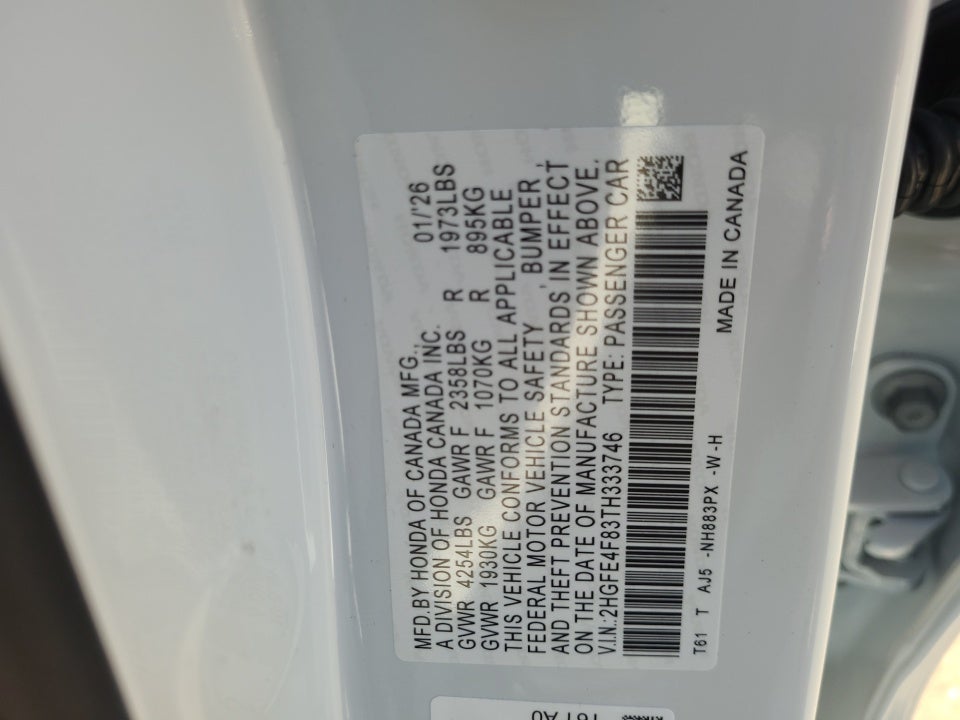 MFD.BY HONDA OF CANADA MFG.,
A DIVISION OF HONDA CANADA INC. 01/'26
GVWR 4254LBS GAWR F 2358LBS R 1973LBS
GVWR 1930KG GAWR F 1070KG R 895KG
THIS VEHICLE CONFORMS TO ALL APPLICABLE
FEDERAL MOTOR VEHICLE SAFETY, BUMPER,
AND THEFT PREVENTION STANDARDS IN EFFECT
ON THE DATE OF MANUFACTURE SHOWN ABOVE.
V.I.N.:2HGFE4F83TH333746 TYPE: PASSENGER CAR
T61 T AJ5 -NH883PX -W-H
MADE IN CANADA